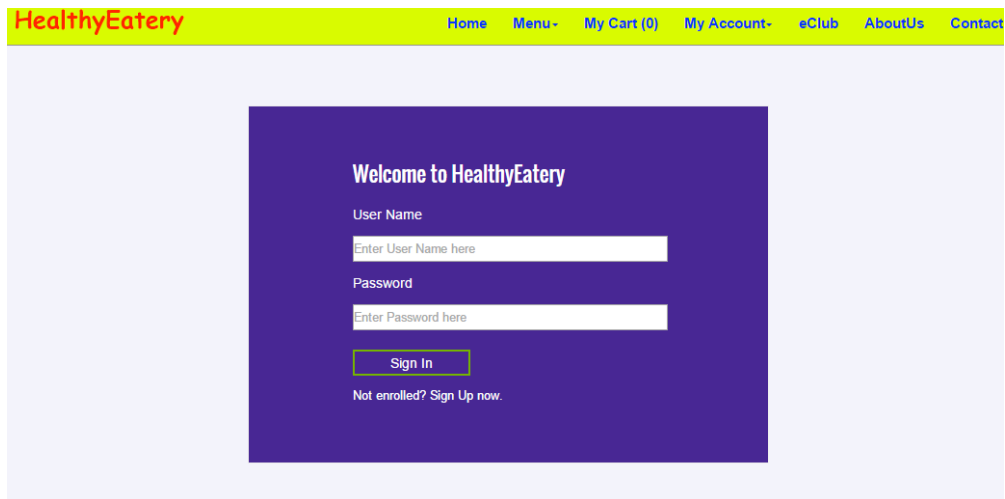 HealthyEatery Home Menu My Cart (0) My Account eClub AboutUs Contact
Welcome to HealthyEatery
User Name
Enter User Name here
Password
Enter Password here
Sign In
Not enrolled? Sign Up now.